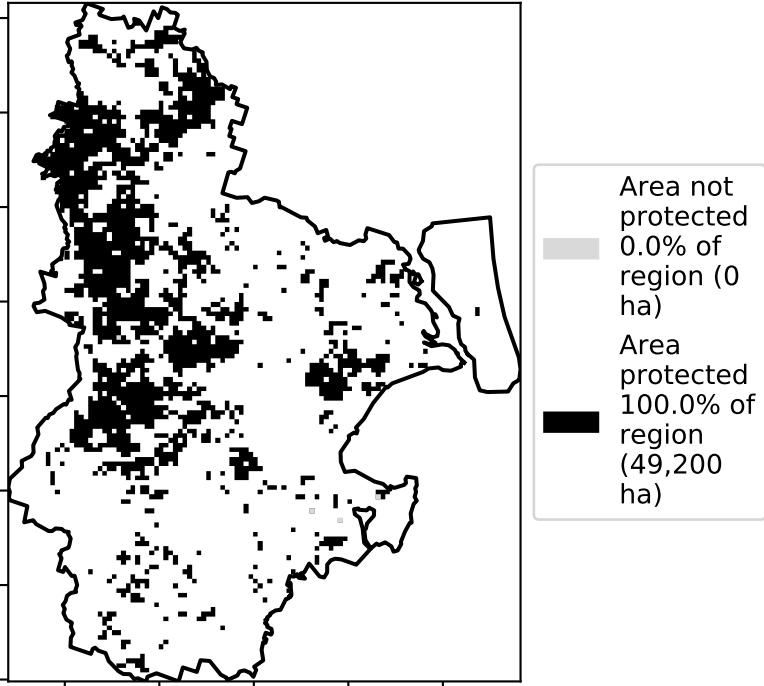 Area not
protected
0.0% of
region (0
ha)
Area
protected
100.0% of
region
(49,200
ha)